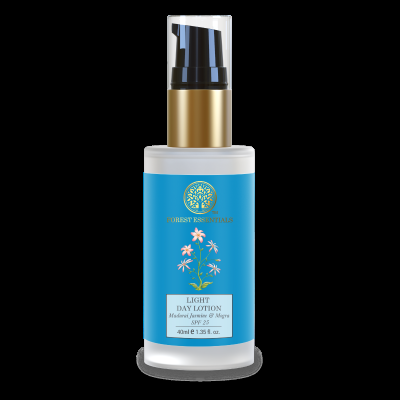 FOREST ESSENTIALS
LIGHT
DAY LOTION
Madurai Jasmine & Mogra
SPF 25
40ml e 1.35 fl. oz.